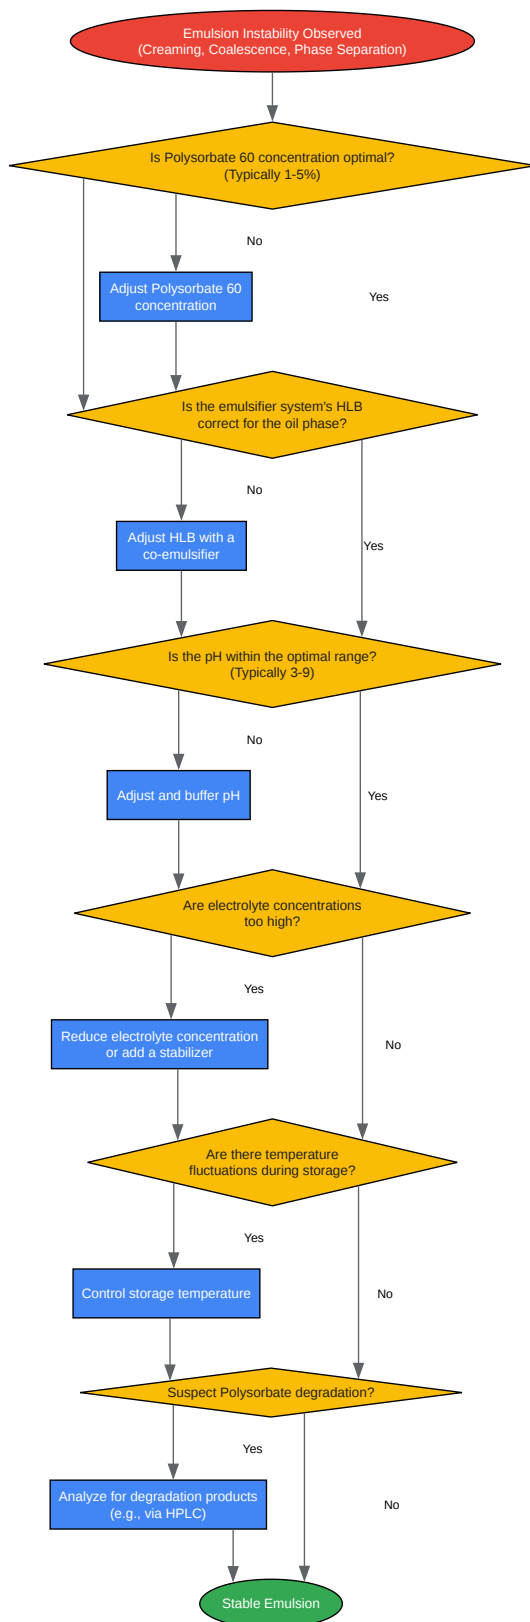 Emulsion Instability Observed
(Creaming, Coalescence, Phase Separation)
Is Polysorbate 60 concentration optimal?
(Typically 1-5%)
No
Adjust Polysorbate 60
concentration
Yes
Is the emulsifier system's HLB
correct for the oil phase?
No
Adjust HLB with a
co-emulsifier
Yes
Is the pH within the optimal range?
(Typically 3-9)
No
Adjust and buffer pH
Yes
Are electrolyte concentrations
too high?
Yes
Reduce electrolyte concentration
or add a stabilizer
No
Are there temperature
fluctuations during storage?
Yes
Control storage temperature
No
Suspect Polysorbate degradation?
Yes
Analyze for degradation products
(e.g., via HPLC)
No
Stable Emulsion